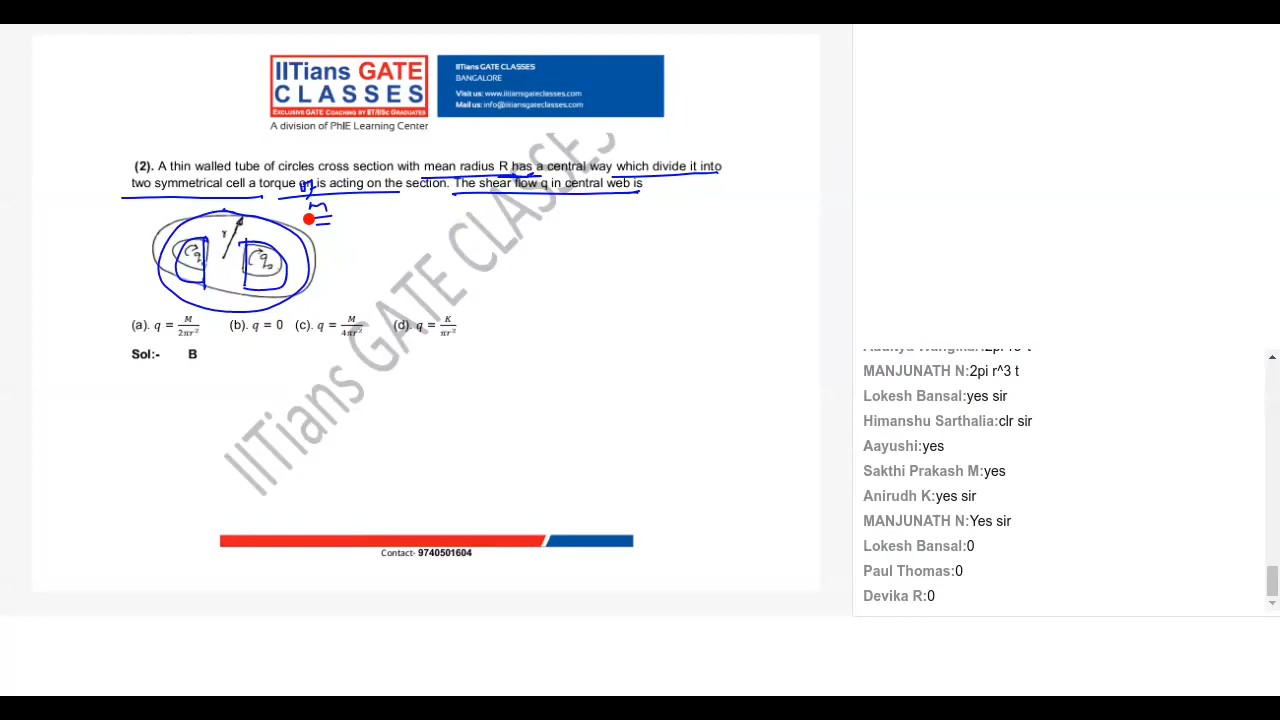 IITians GATE
CLASSES
EXCLUSIVE GATE COACHING BY IIT/IISC GRADUATES
A division of PhIE Learning Center
IITians GATE CLASSES
BANGALORE
Visit us: www.iitiansgateclasses.com
Mail us: info@iitiansgateclasses.com
(2). A thin walled tube of circles cross section with mean radius R has a central way which divide it into
two symmetrical cell a torque is acting on the section. The shear flow q in central web is
M
r
q q
(a). q = M/2πr² (b). q = 0 (c). q = M/4πr² (d). q = K/πr²
Sol:- B
IITians GATE CLASSES
Contact- 9740501604
MANJUNATH N:2pi r^3 t
Lokesh Bansal:yes sir
Himanshu Sarthalia:clr sir
Aayushi:yes
Sakthi Prakash M:yes
Anirudh K:yes sir
MANJUNATH N:Yes sir
Lokesh Bansal:0
Paul Thomas:0
Devika R:0